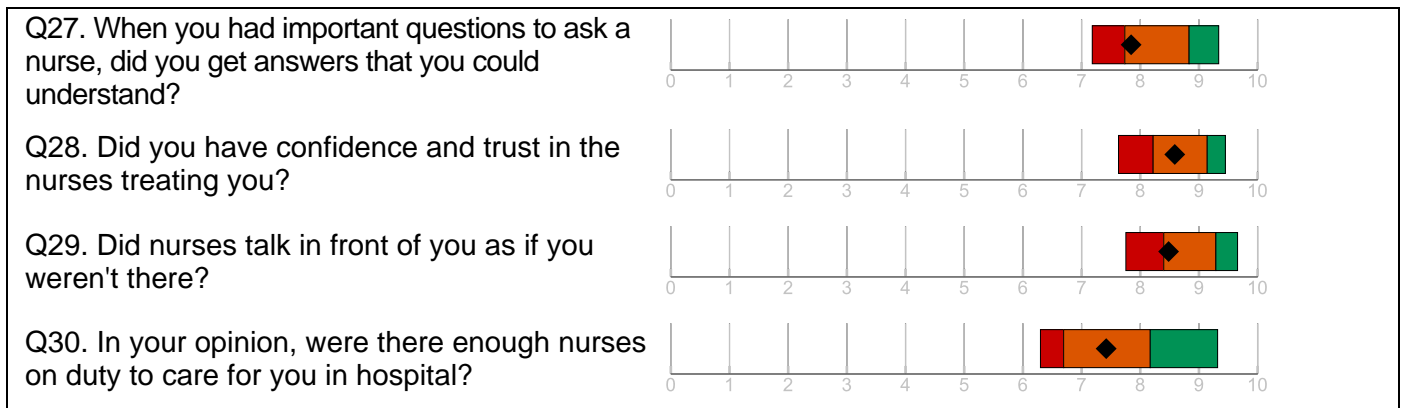 Q27. When you had important questions to ask a
nurse, did you get answers that you could
understand?
0 1 2 3 4 5 6 7 8 9 10
Q28. Did you have confidence and trust in the
nurses treating you?
0 1 2 3 4 5 6 7 8 9 10
Q29. Did nurses talk in front of you as if you
weren't there?
0 1 2 3 4 5 6 7 8 9 10
Q30. In your opinion, were there enough nurses
on duty to care for you in hospital?
0 1 2 3 4 5 6 7 8 9 10